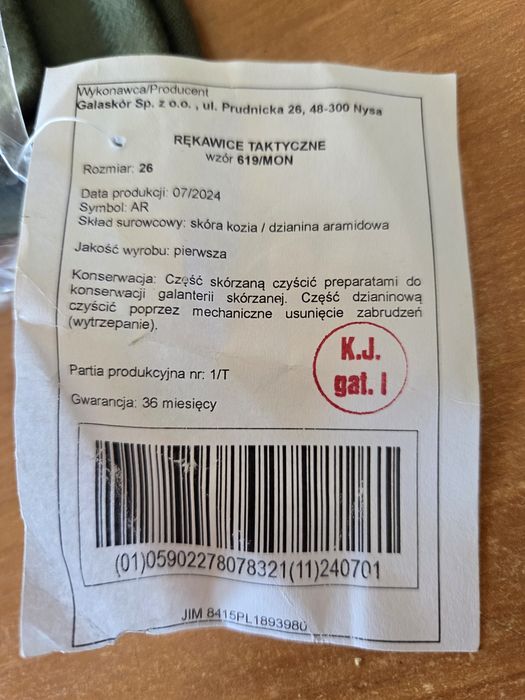 Wykonawca/Producent
Galaskór Sp. z o.o. , ul. Prudnicka 26, 48-300 Nysa
RĘKAWICE TAKTYCZNE
wzór 619/MON
Rozmiar: 26
Data produkcji: 07/2024
Symbol: AR
Skład surowcowy: skóra kozia / dzianina aramidowa
Jakość wyrobu: pierwsza
Konserwacja: Część skórzaną czyścić preparatami do
konserwacji galanterii skórzanej. Część dzianinową
czyścić poprzez mechaniczne usunięcie zabrudzeń
(wytrzepanie).
K.J.
gat. I
Partia produkcyjna nr: 1/T
Gwarancja: 36 miesięcy
(01)05902278078321(11)240701
JIM 8415PL1893980